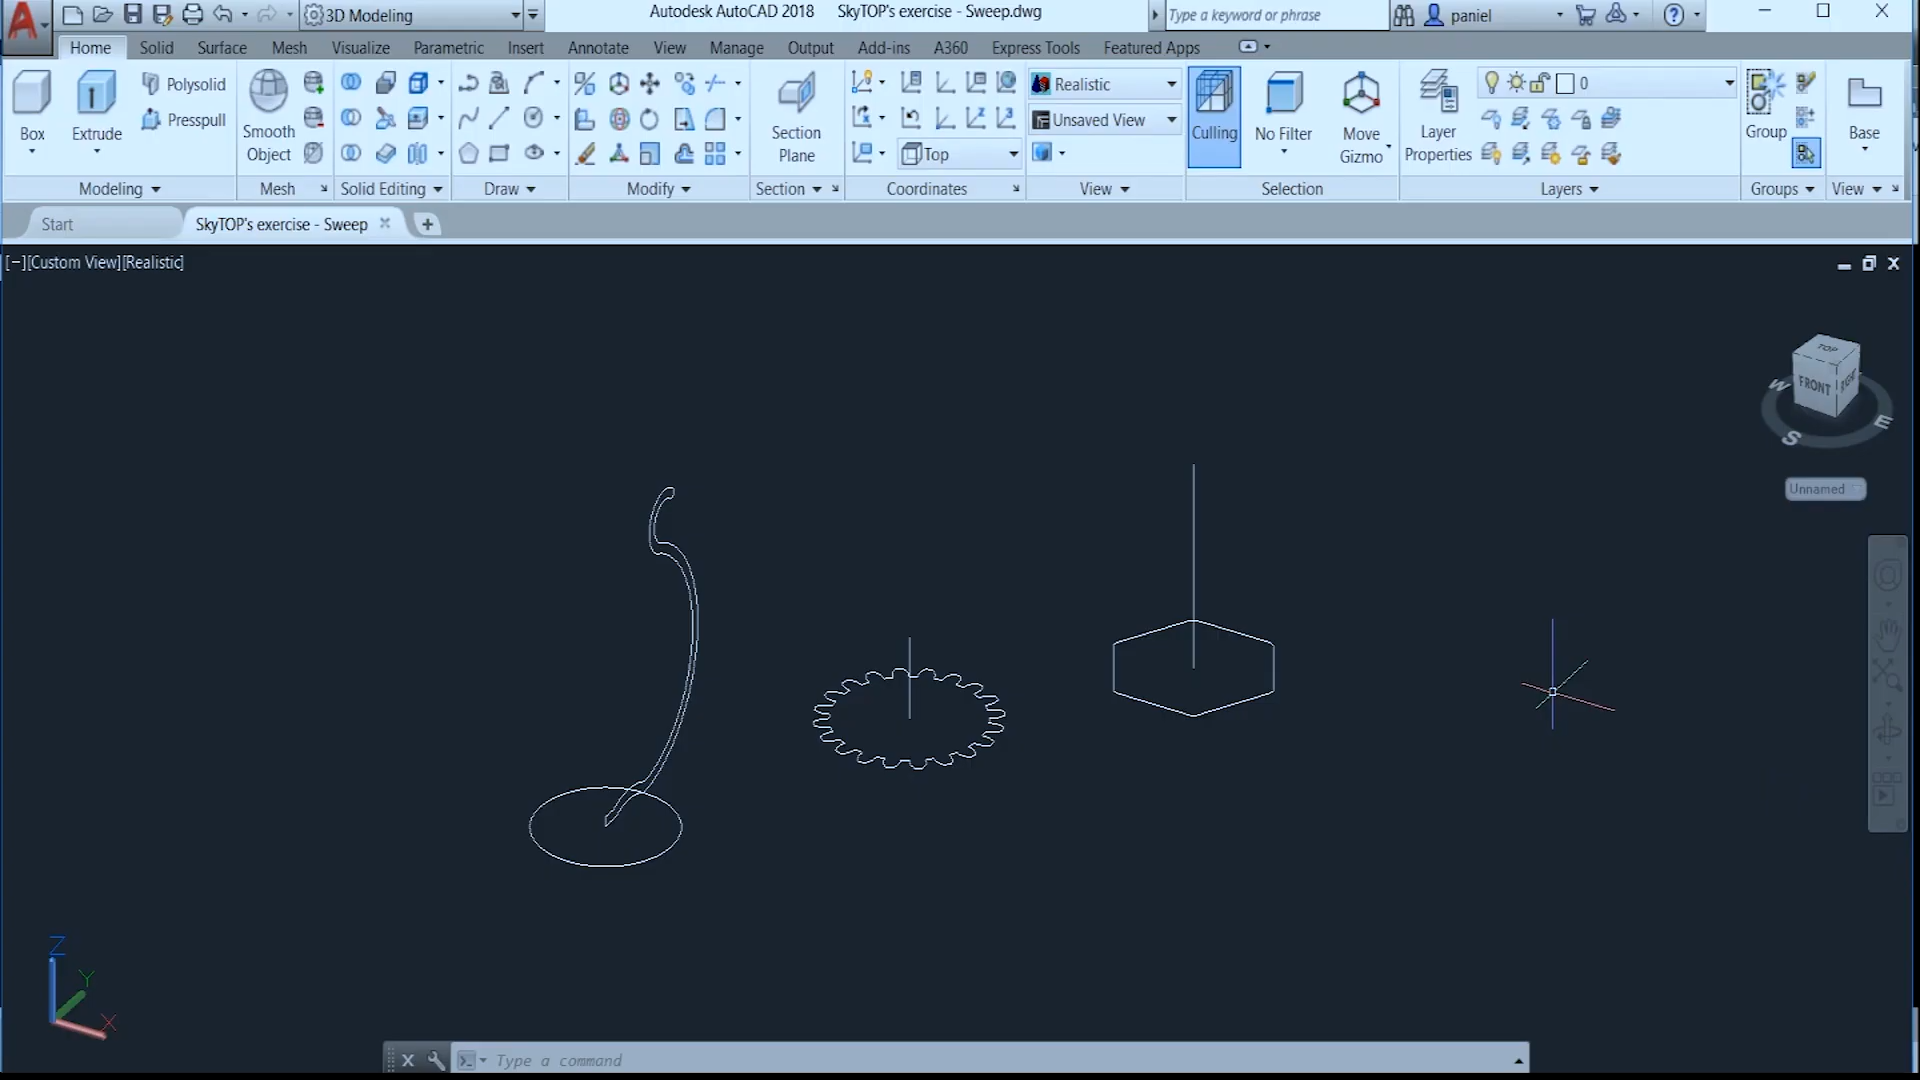 3D Modeling
Autodesk AutoCAD 2018 SkyTOP's exercise - Sweep.dwg
Type a keyword or phrase
paniel
Home Solid Surface Mesh Visualize Parametric Insert Annotate View Manage Output Add-ins A360 Express Tools Featured Apps
Box
Extrude
Polysolid
Presspull
Smooth
Object
Section
Plane
Top
Realistic
Unsaved View
Culling
No Filter
Move
Gizmo
Layer
Properties
0
Group
Base
Modeling Mesh Solid Editing Draw Modify Section Coordinates View Selection Layers Groups View
Start
SkyTOP's exercise - Sweep
[−][Custom View][Realistic]
TOP
FRONT
RIGHT
W
S
E
Unnamed
Z
Y
X
Type a command